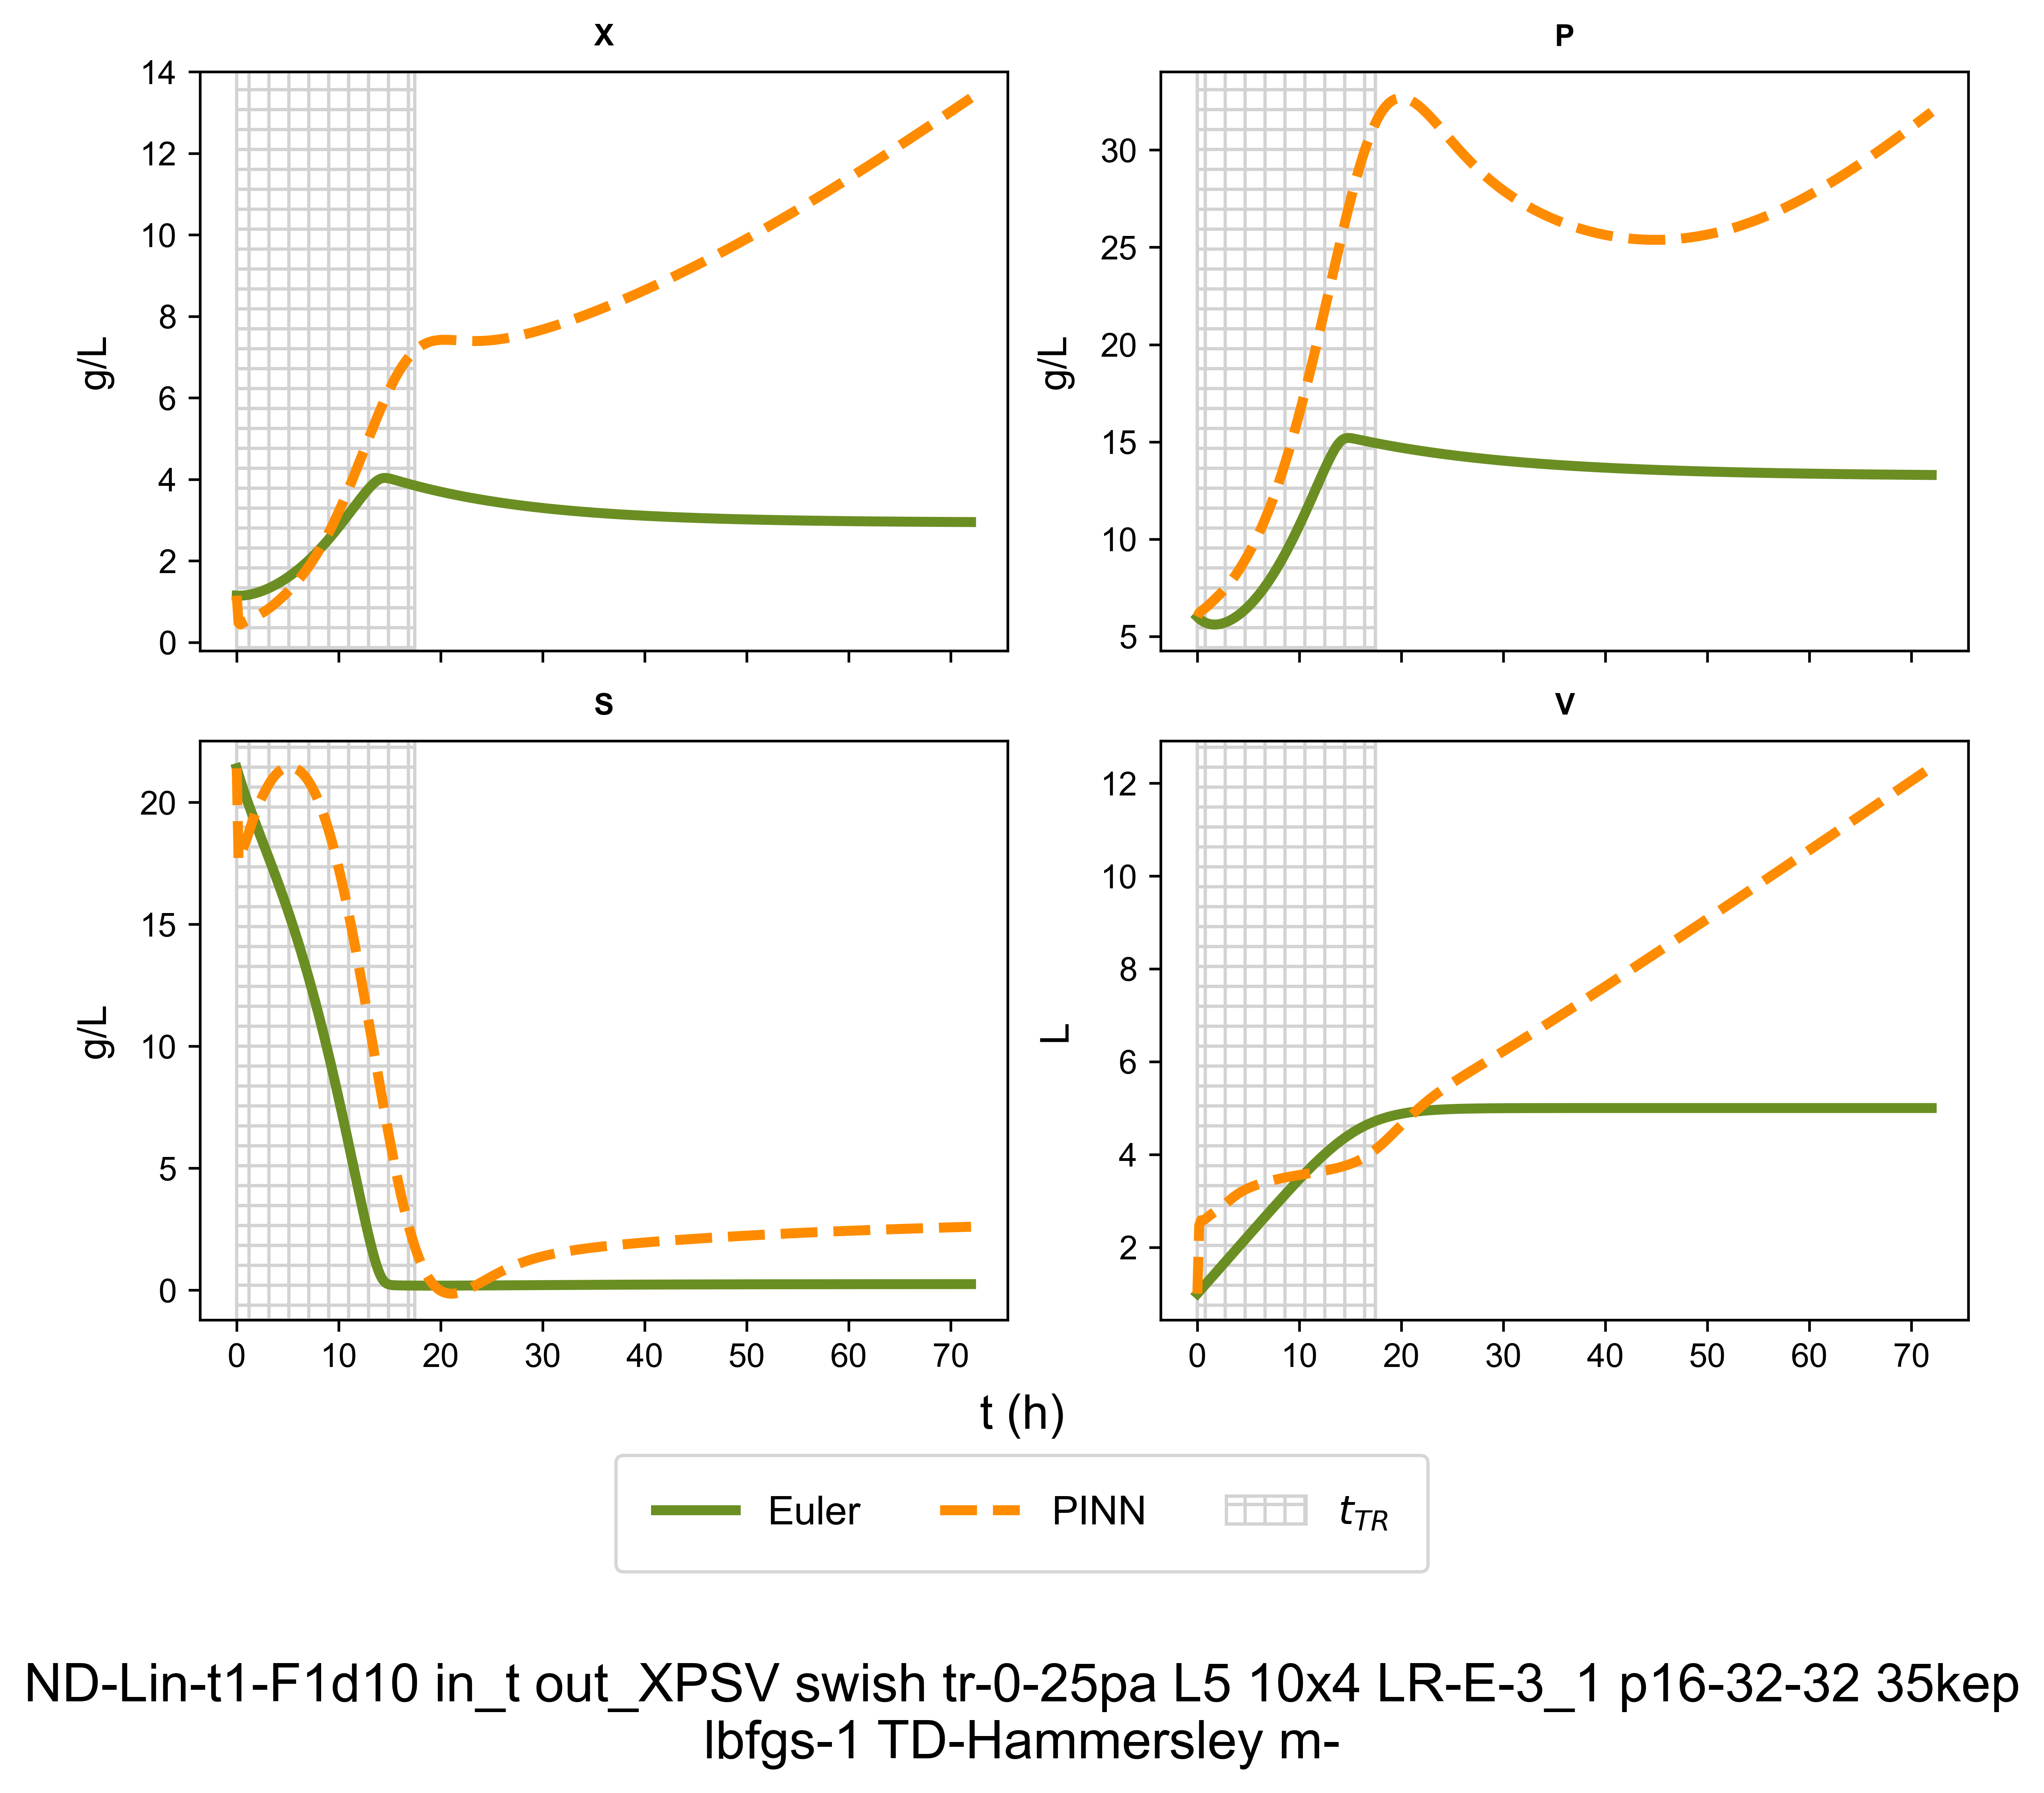 X
P
14
12
10
8
6
4
2
0
g/L
30
25
20
15
10
5
g/L
S
V
20
15
10
5
0
g/L
12
10
8
6
4
2
L
0 10 20 30 40 50 60 70
0 10 20 30 40 50 60 70
t (h)
Euler PINN t_TR
ND-Lin-t1-F1d10 in_t out_XPSV swish tr-0-25pa L5 10x4 LR-E-3_1 p16-32-32 35kep
lbfgs-1 TD-Hammersley m-